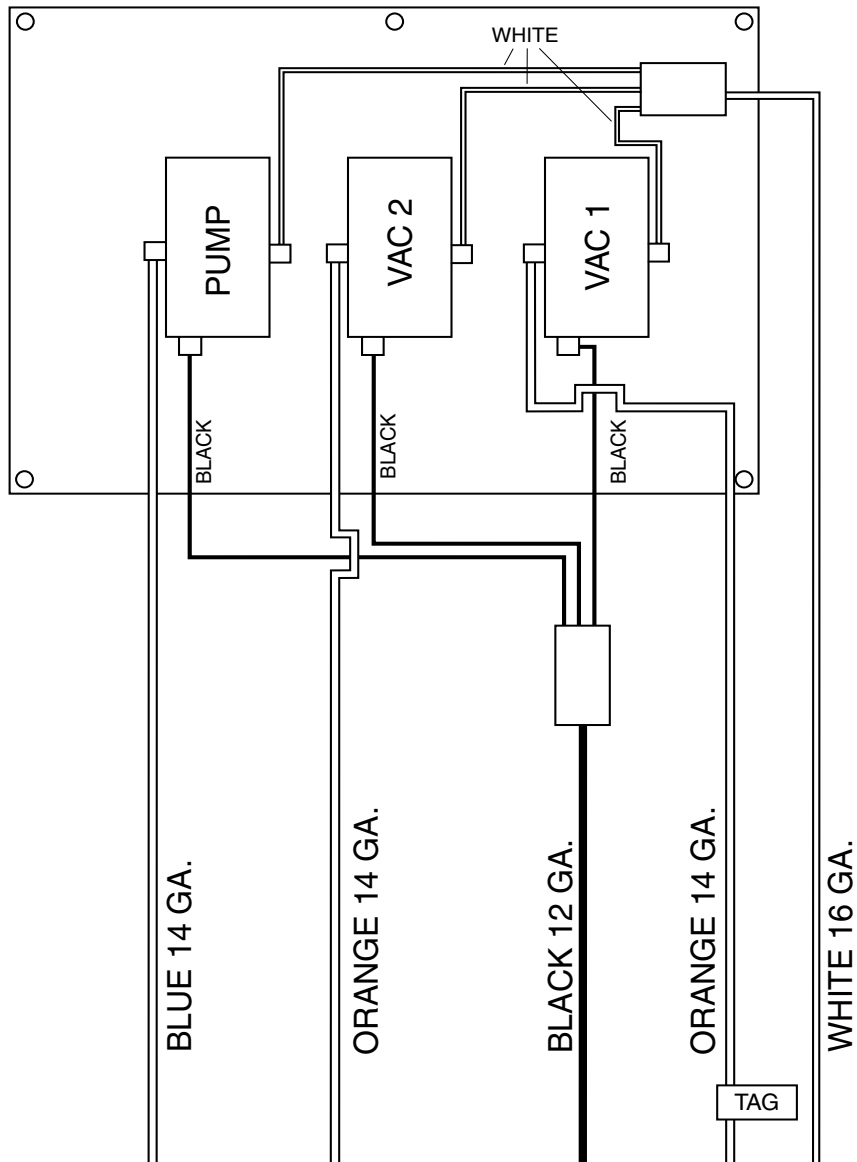 WHITE
PUMP
VAC 2
VAC 1
BLACK
BLACK
BLACK
BLUE 14 GA.
ORANGE 14 GA.
BLACK 12 GA.
ORANGE 14 GA.
WHITE 16 GA.
TAG